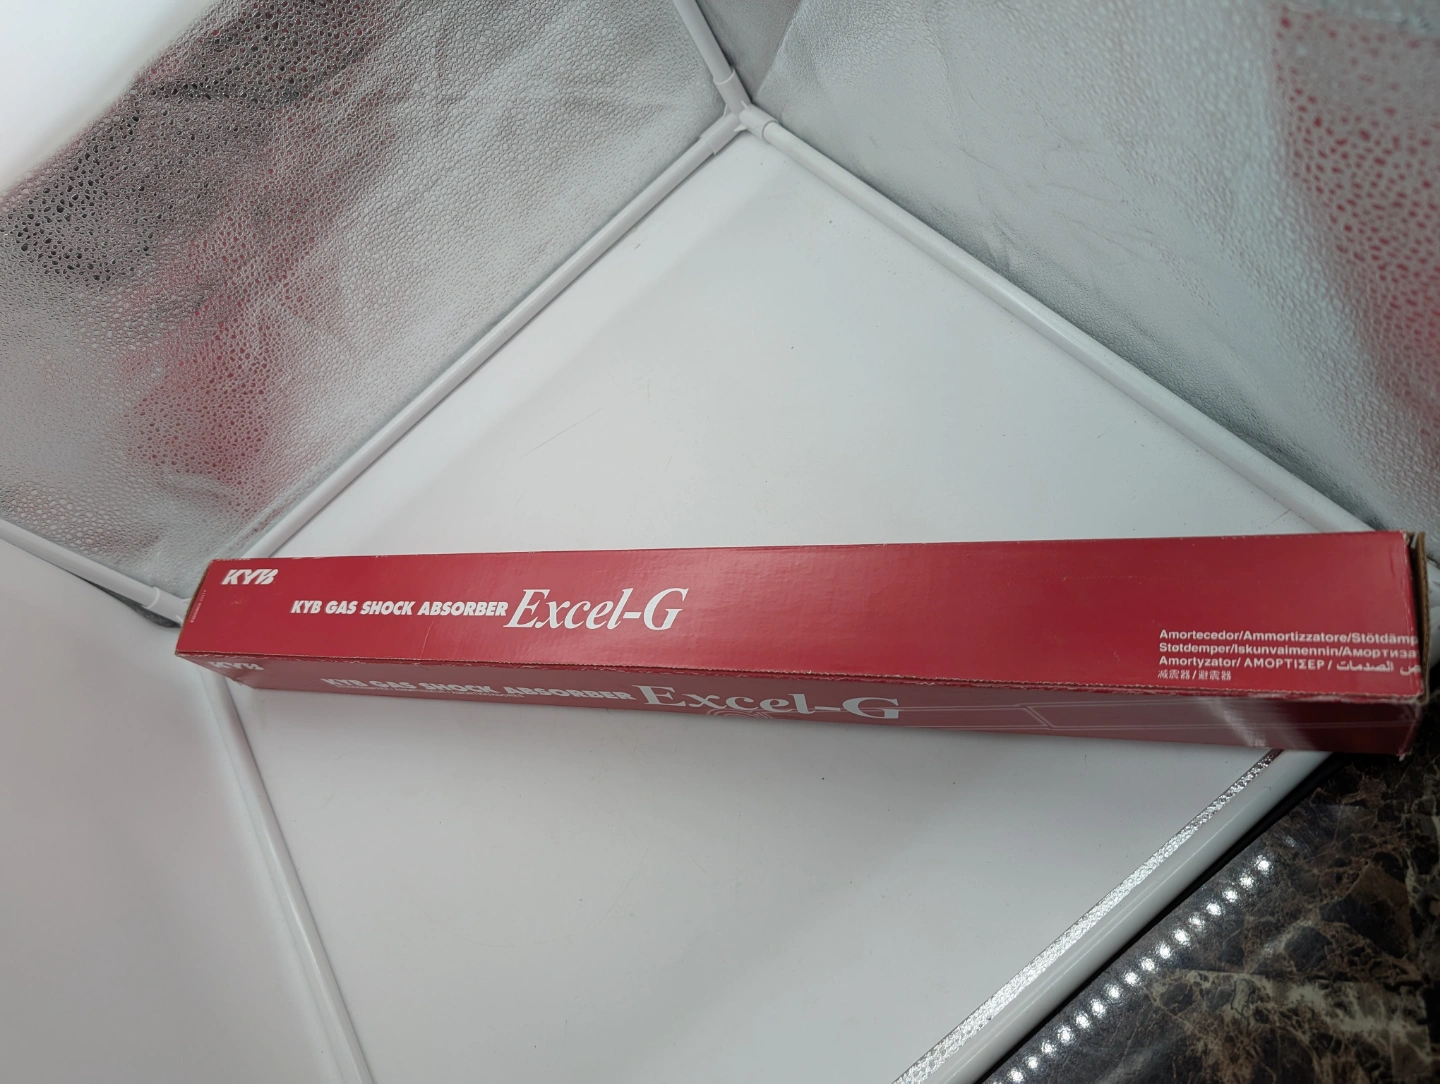 KYB
KYB GAS SHOCK ABSORBER Excel-G
Amortecedor/Ammortizzatore/Stötdämp
Støtdemper/Iskunvaimennin/Амортиза
Amortyzator/ ΑΜΟΡΤΙΣΕΡ / ص الصدمات
减震器/避震器
KYB
KYB GAS SHOCK ABSORBER Excel-G